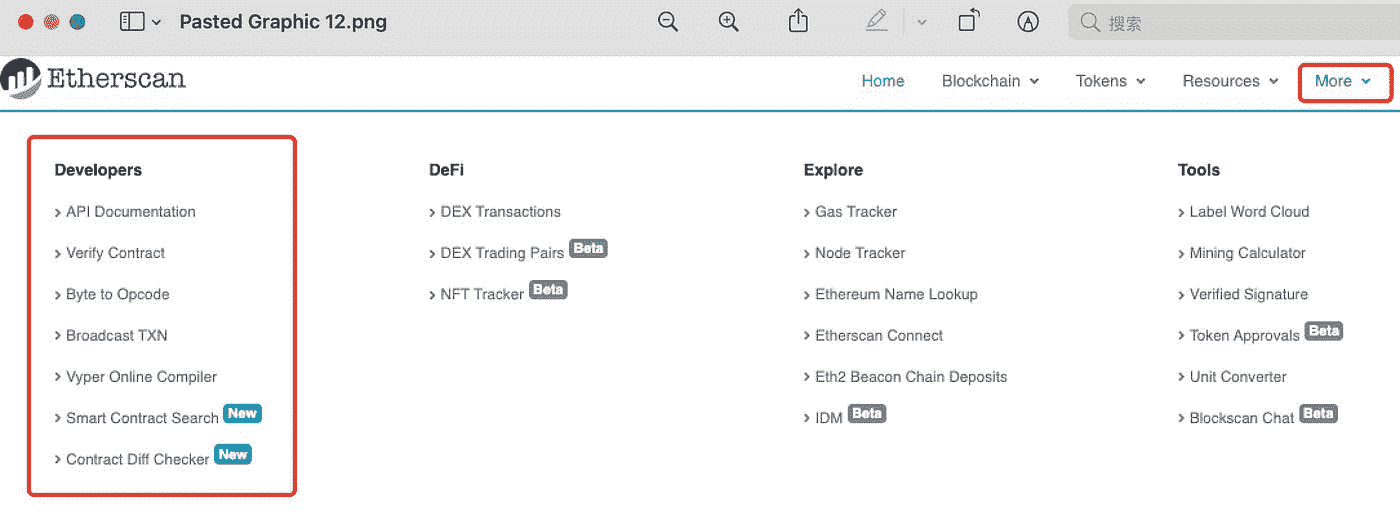 Pasted Graphic 12.png
搜索
Etherscan
Home
Blockchain
Tokens
Resources
More
Developers
API Documentation
Verify Contract
Byte to Opcode
Broadcast TXN
Vyper Online Compiler
Smart Contract Search New
Contract Diff Checker New
DeFi
DEX Transactions
DEX Trading Pairs Beta
NFT Tracker Beta
Explore
Gas Tracker
Node Tracker
Ethereum Name Lookup
Etherscan Connect
Eth2 Beacon Chain Deposits
IDM Beta
Tools
Label Word Cloud
Mining Calculator
Verified Signature
Token Approvals Beta
Unit Converter
Blockscan Chat Beta